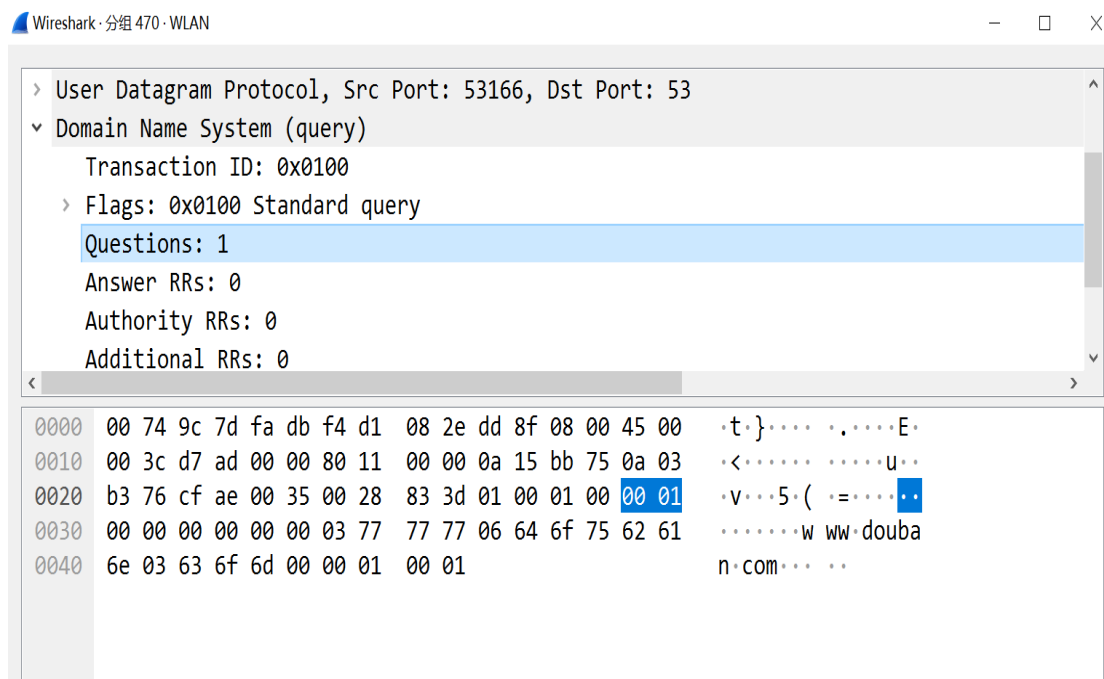 Wireshark · 分组 470 · WLAN
User Datagram Protocol, Src Port: 53166, Dst Port: 53
Domain Name System (query)
Transaction ID: 0x0100
Flags: 0x0100 Standard query
Questions: 1
Answer RRs: 0
Authority RRs: 0
Additional RRs: 0
0000 00 74 9c 7d fa db f4 d1 08 2e dd 8f 08 00 45 00 ·t·}···· ·.····E·
0010 00 3c d7 ad 00 00 80 11 00 00 0a 15 bb 75 0a 03 ·<······ ·····u··
0020 b3 76 cf ae 00 35 00 28 83 3d 01 00 01 00 00 01 ·v···5·( ·=······
0030 00 00 00 00 00 00 03 77 77 77 06 64 6f 75 62 61 ·······w ww·douba
0040 6e 03 63 6f 6d 00 00 01 00 01 n·com··· ··